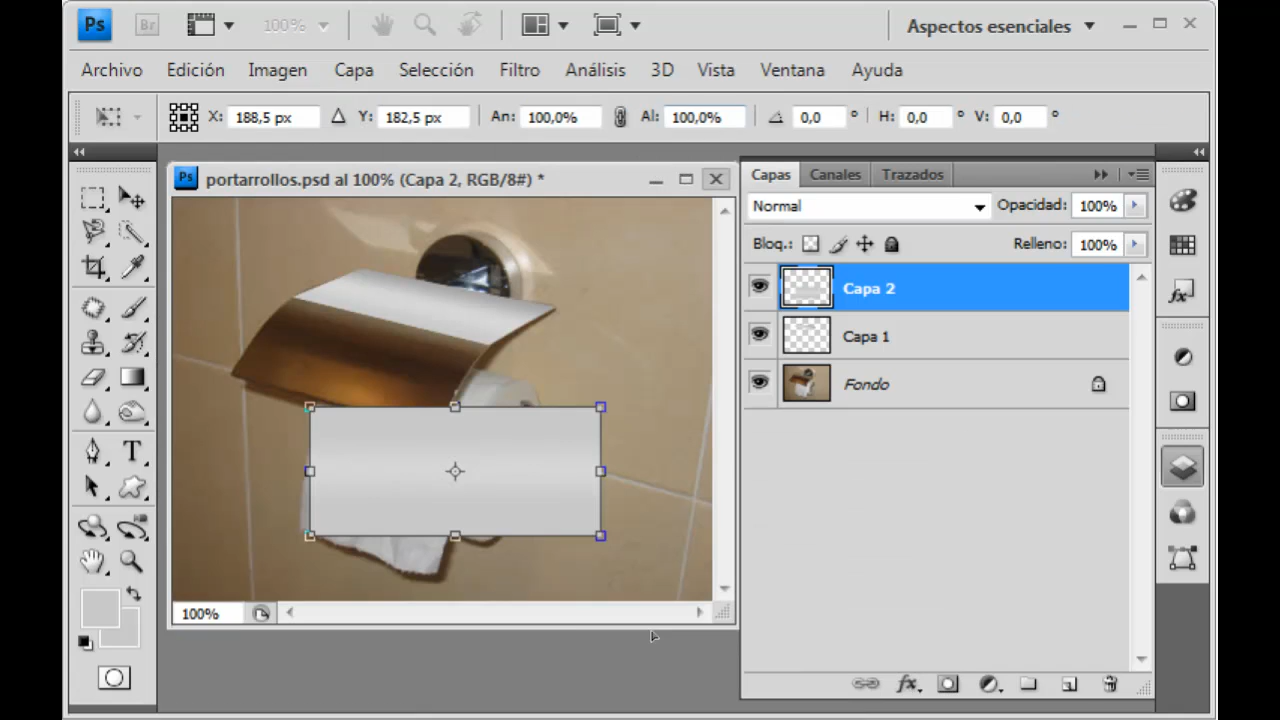 Ps Br 100% Aspectos esenciales
Archivo Edición Imagen Capa Selección Filtro Análisis 3D Vista Ventana Ayuda
X: 188,5 px Y: 182,5 px An: 100,0% Al: 100,0% 0,0 ° H: 0,0 ° V: 0,0 °
Ps portarrollos.psd al 100% (Capa 2, RGB/8#) *
Capas Canales Trazados
Normal Opacidad: 100%
Bloq.: Relleno: 100%
Capa 2
Capa 1
Fondo
T
fx
100%
fx